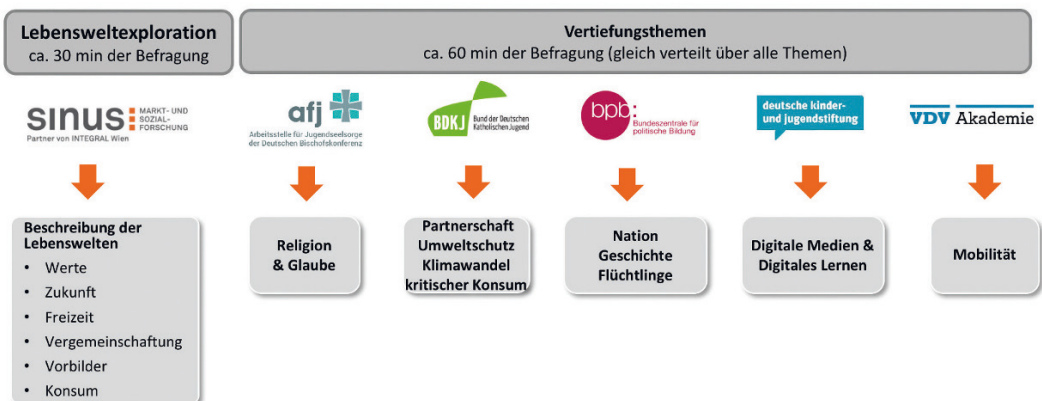 Lebensweltexploration
ca. 30 min der Befragung
Vertiefungsthemen
ca. 60 min der Befragung (gleich verteilt über alle Themen)
sinus
MARKT- UND
SOZIAL-
FORSCHUNG
Partner von INTEGRAL Wien
afj
Arbeitsstelle für Jugendseelsorge
der Deutschen Bischofskonferenz
BDKJ
Bund der Deutschen
Katholischen Jugend
bpb:
Bundeszentrale für
politische Bildung
deutsche kinder-
und jugendstiftung
VDV Akademie
Beschreibung der
Lebenswelten
• Werte
• Zukunft
• Freizeit
• Vergemeinschaftung
• Vorbilder
• Konsum
Religion
& Glaube
Partnerschaft
Umweltschutz
Klimawandel
kritischer Konsum
Nation
Geschichte
Flüchtlinge
Digitale Medien &
Digitales Lernen
Mobilität